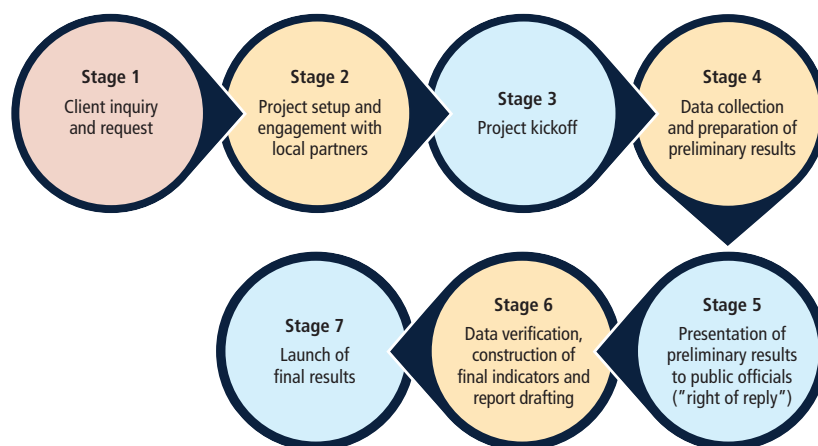 Stage 1
Client inquiry
and request
Stage 2
Project setup and
engagement with
local partners
Stage 3
Project kickoff
Stage 4
Data collection
and preparation of
preliminary results
Stage 5
Presentation of
preliminary results
to public officials
(”right of reply”)
Stage 6
Data verification,
construction of
final indicators and
report drafting
Stage 7
Launch of
final results